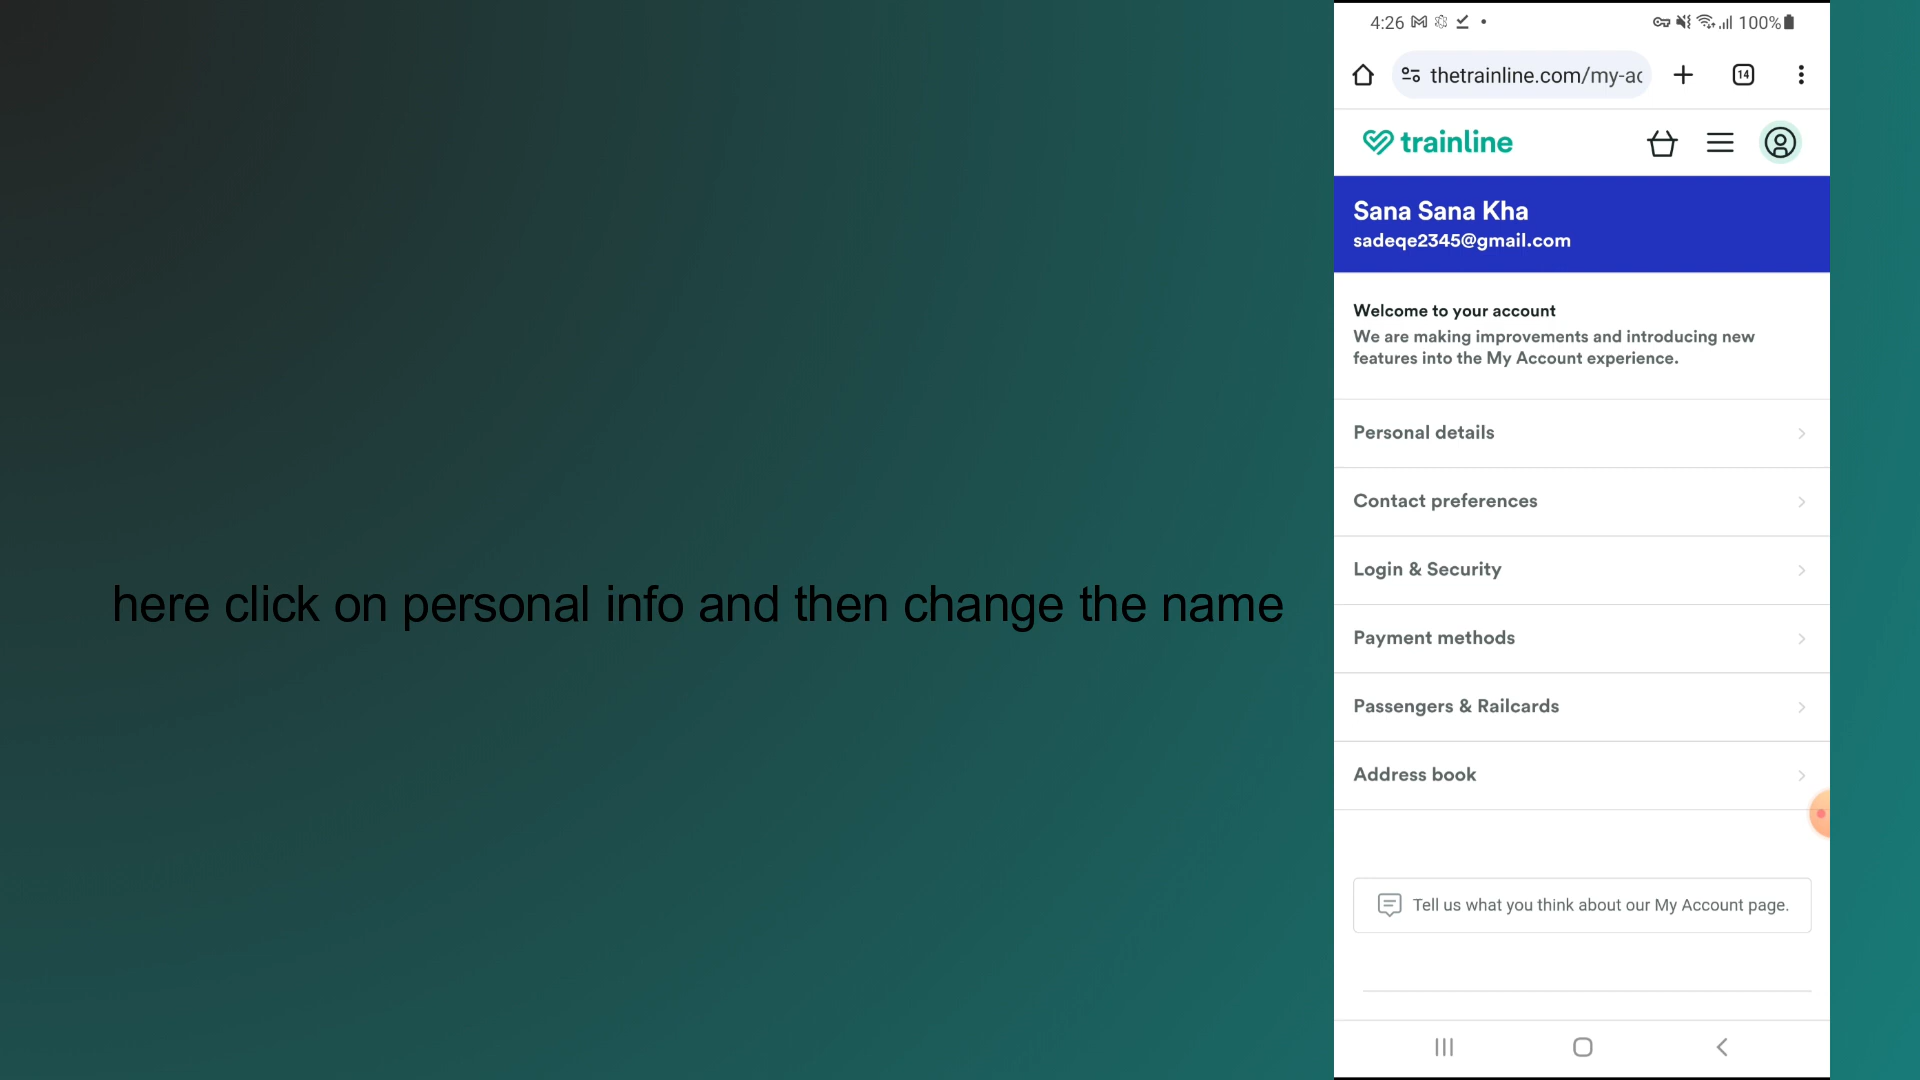 here click on personal info and then change the name
4:26
100%
thetrainline.com/my-ac
14
trainline
Sana Sana Kha
sadeqe2345@gmail.com
Welcome to your account
We are making improvements and introducing new
features into the My Account experience.
Personal details
Contact preferences
Login & Security
Payment methods
Passengers & Railcards
Address book
Tell us what you think about our My Account page.